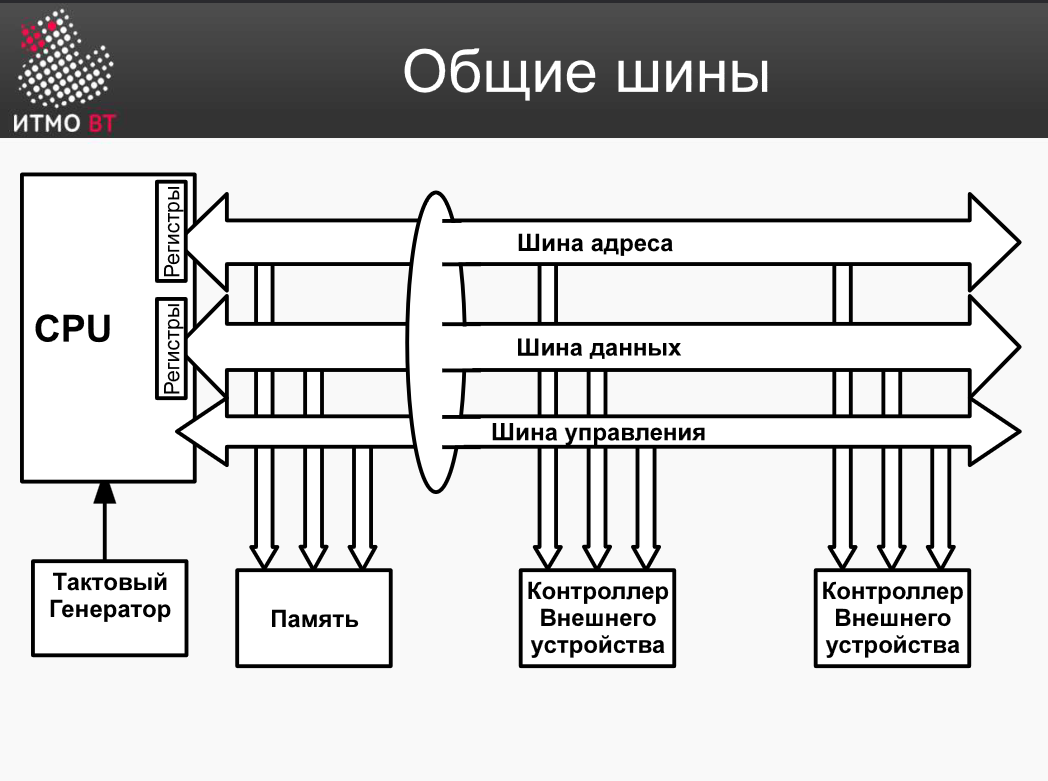 ИТМО ВТ
Общие шины
Регистры
Шина адреса
CPU
Регистры
Шина данных
Шина управления
Тактовый
Генератор
Память
Контроллер
Внешнего
устройства
Контроллер
Внешнего
устройства